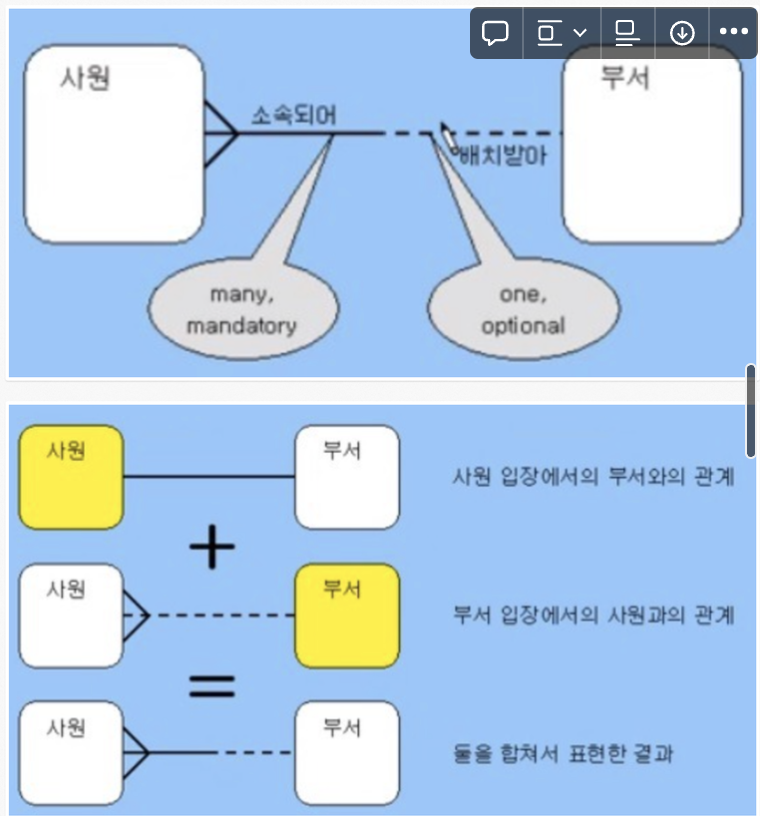 사원
부서
소속되어
배치받아
many,
mandatory
one,
optional
사원
부서
사원 입장에서의 부서와의 관계
+
사원
부서
부서 입장에서의 사원과의 관계
=
사원
부서
둘을 합쳐서 표현한 결과